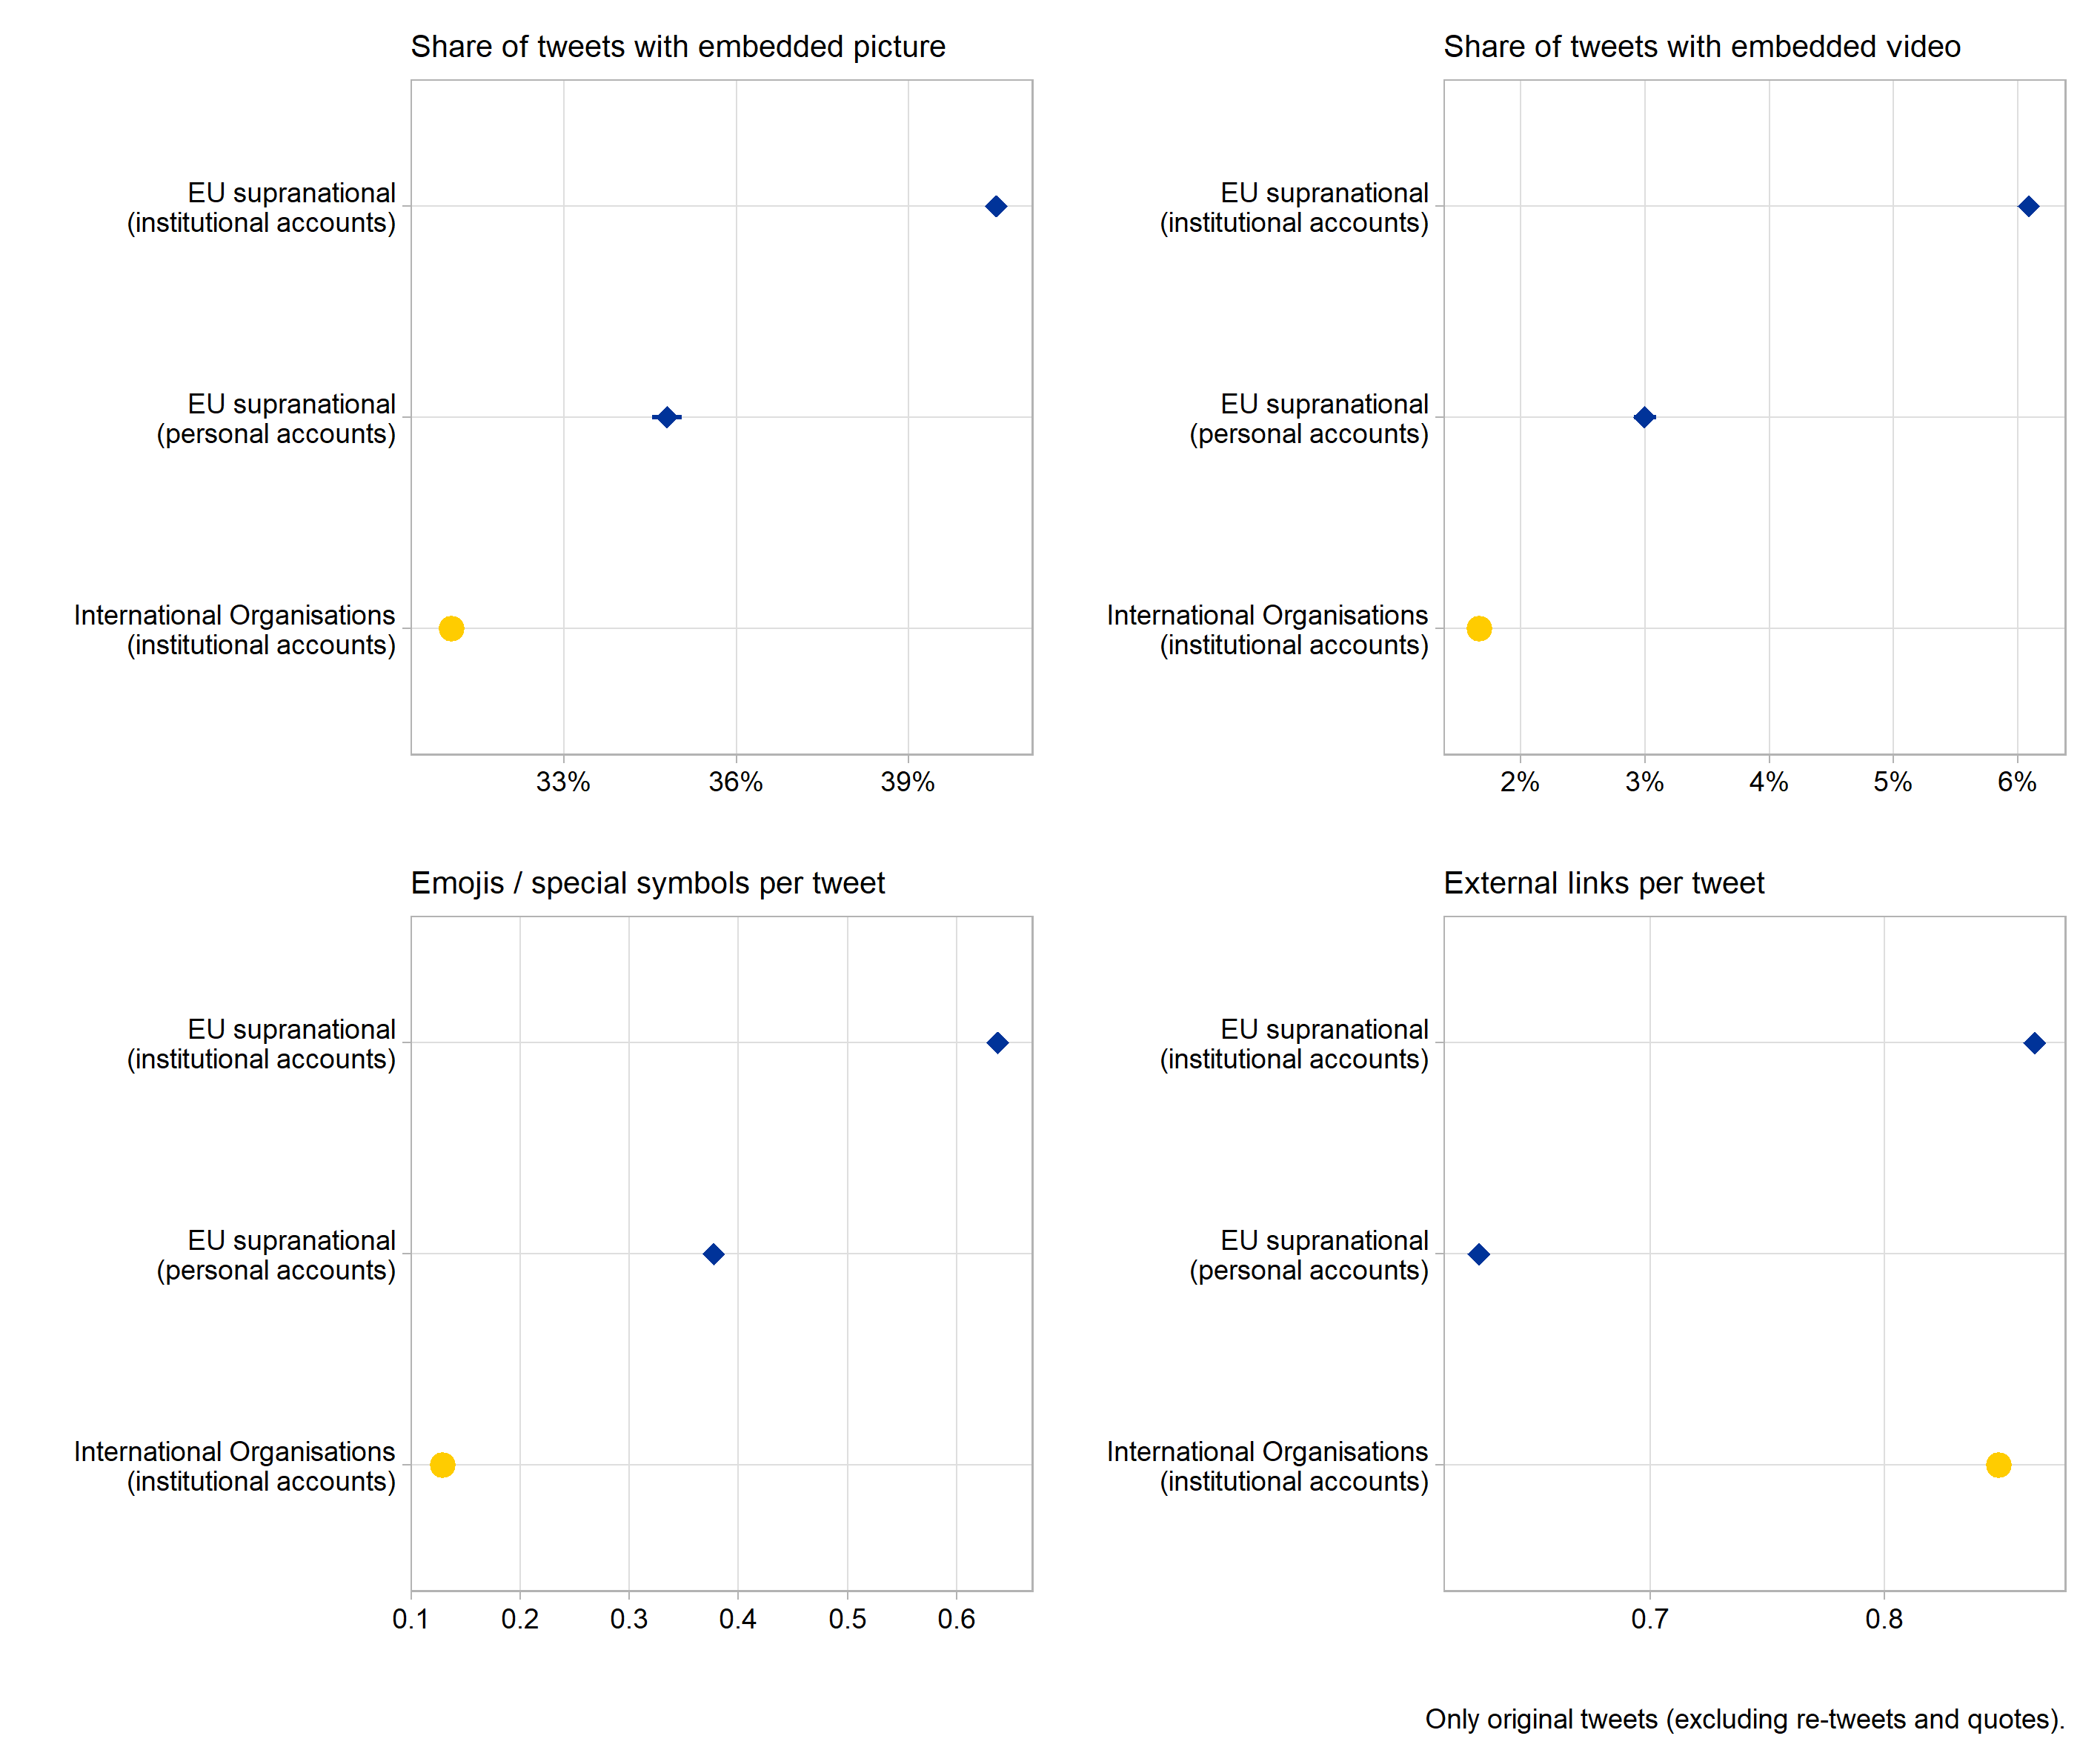 Share of tweets with embedded picture
EU supranational
(institutional accounts)
EU supranational
(personal accounts)
International Organisations
(institutional accounts)
33% 36% 39%
Share of tweets with embedded video
EU supranational
(institutional accounts)
EU supranational
(personal accounts)
International Organisations
(institutional accounts)
2% 3% 4% 5% 6%
Emojis / special symbols per tweet
EU supranational
(institutional accounts)
EU supranational
(personal accounts)
International Organisations
(institutional accounts)
0.1 0.2 0.3 0.4 0.5 0.6
External links per tweet
EU supranational
(institutional accounts)
EU supranational
(personal accounts)
International Organisations
(institutional accounts)
0.7 0.8
Only original tweets (excluding re-tweets and quotes).